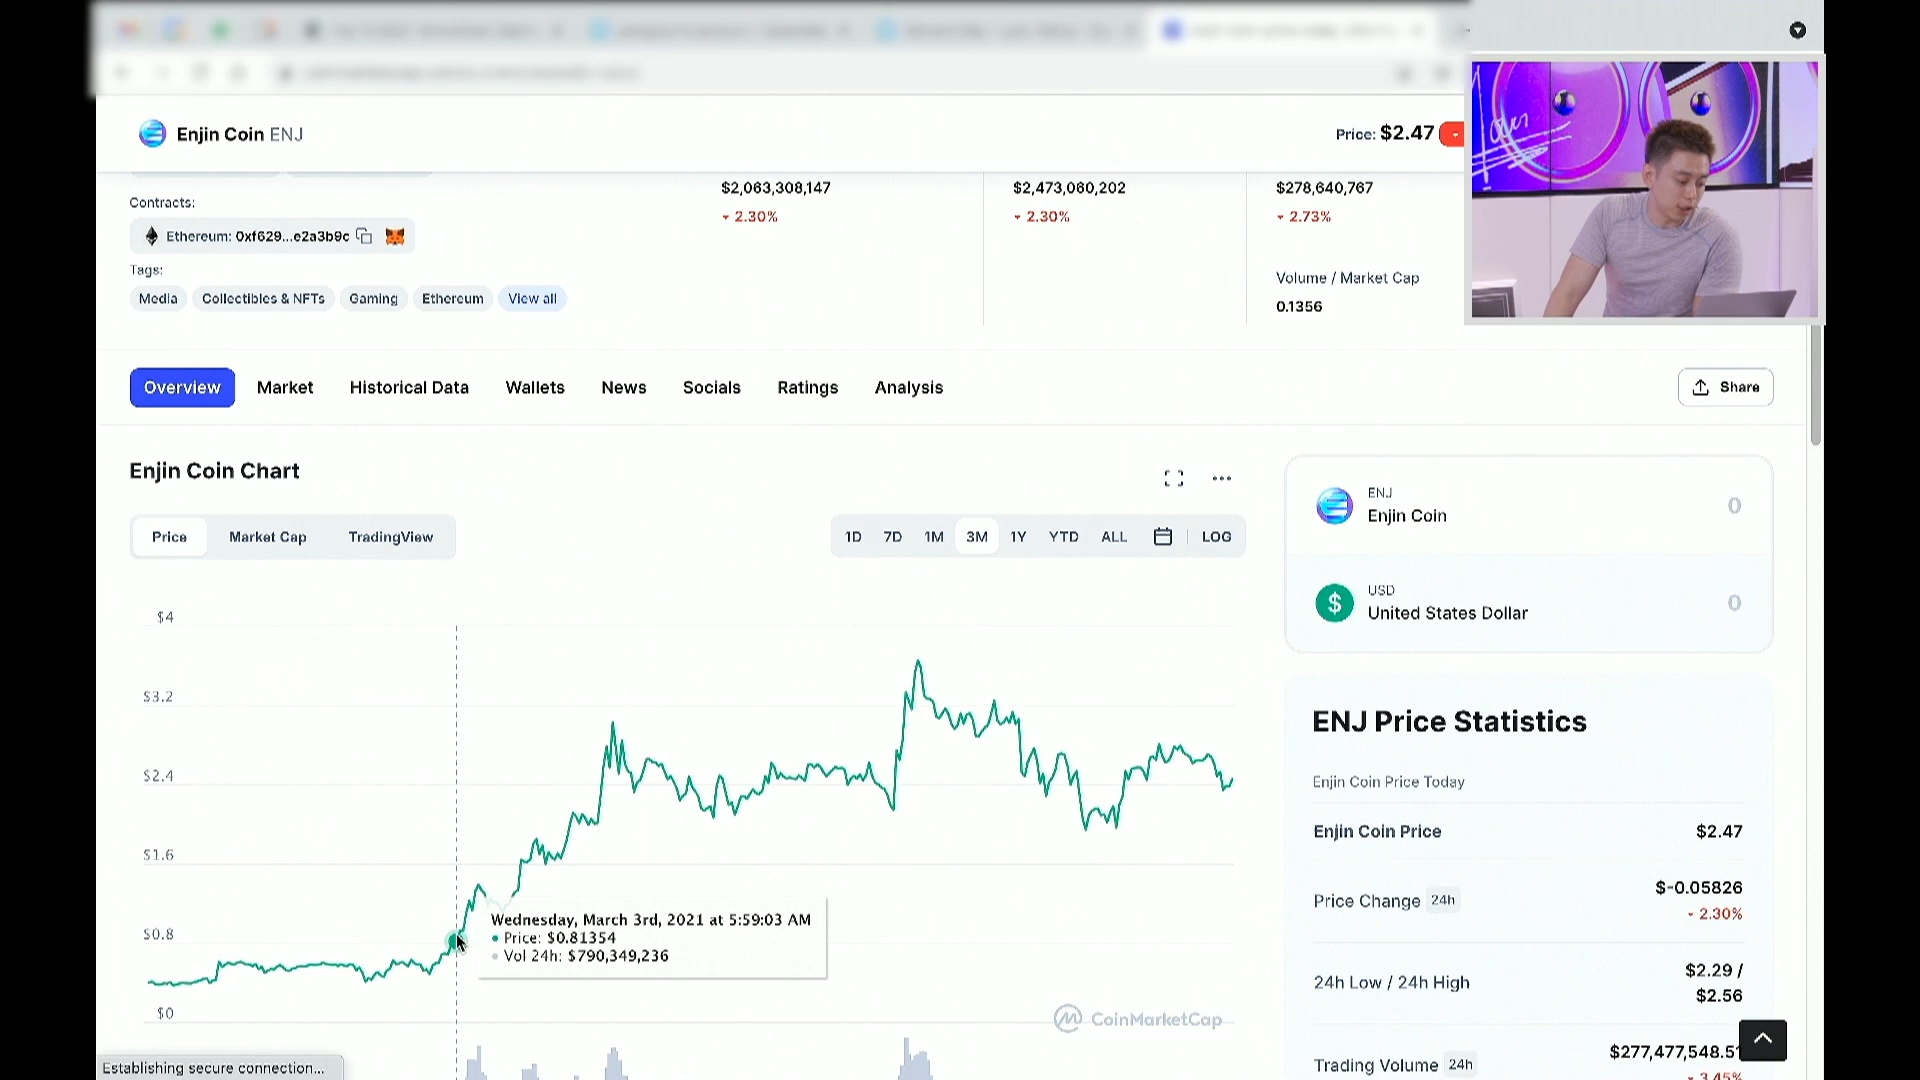 Enjin Coin ENJ
Price: $2.47
Contracts:
Ethereum: 0xf629...e2a3b9c
Tags:
Media
Collectibles & NFTs
Gaming
Ethereum
View all
$2,063,308,147
2.30%
$2,473,060,202
2.30%
$278,640,767
2.73%
Volume / Market Cap
0.1356
Overview
Market
Historical Data
Wallets
News
Socials
Ratings
Analysis
Share
Enjin Coin Chart
Price
Market Cap
TradingView
1D
7D
1M
3M
1Y
YTD
ALL
LOG
$4
$3.2
$2.4
$1.6
$0.8
$0
Wednesday, March 3rd, 2021 at 5:59:03 AM
Price: $0.81354
Vol 24h: $790,349,236
CoinMarketCap
ENJ
Enjin Coin
0
USD
United States Dollar
0
ENJ Price Statistics
Enjin Coin Price Today
Enjin Coin Price
$2.47
Price Change 24h
$-0.05826
2.30%
24h Low / 24h High
$2.29 /
$2.56
Trading Volume 24h
$277,477,548.5
3.45%
Establishing secure connection...